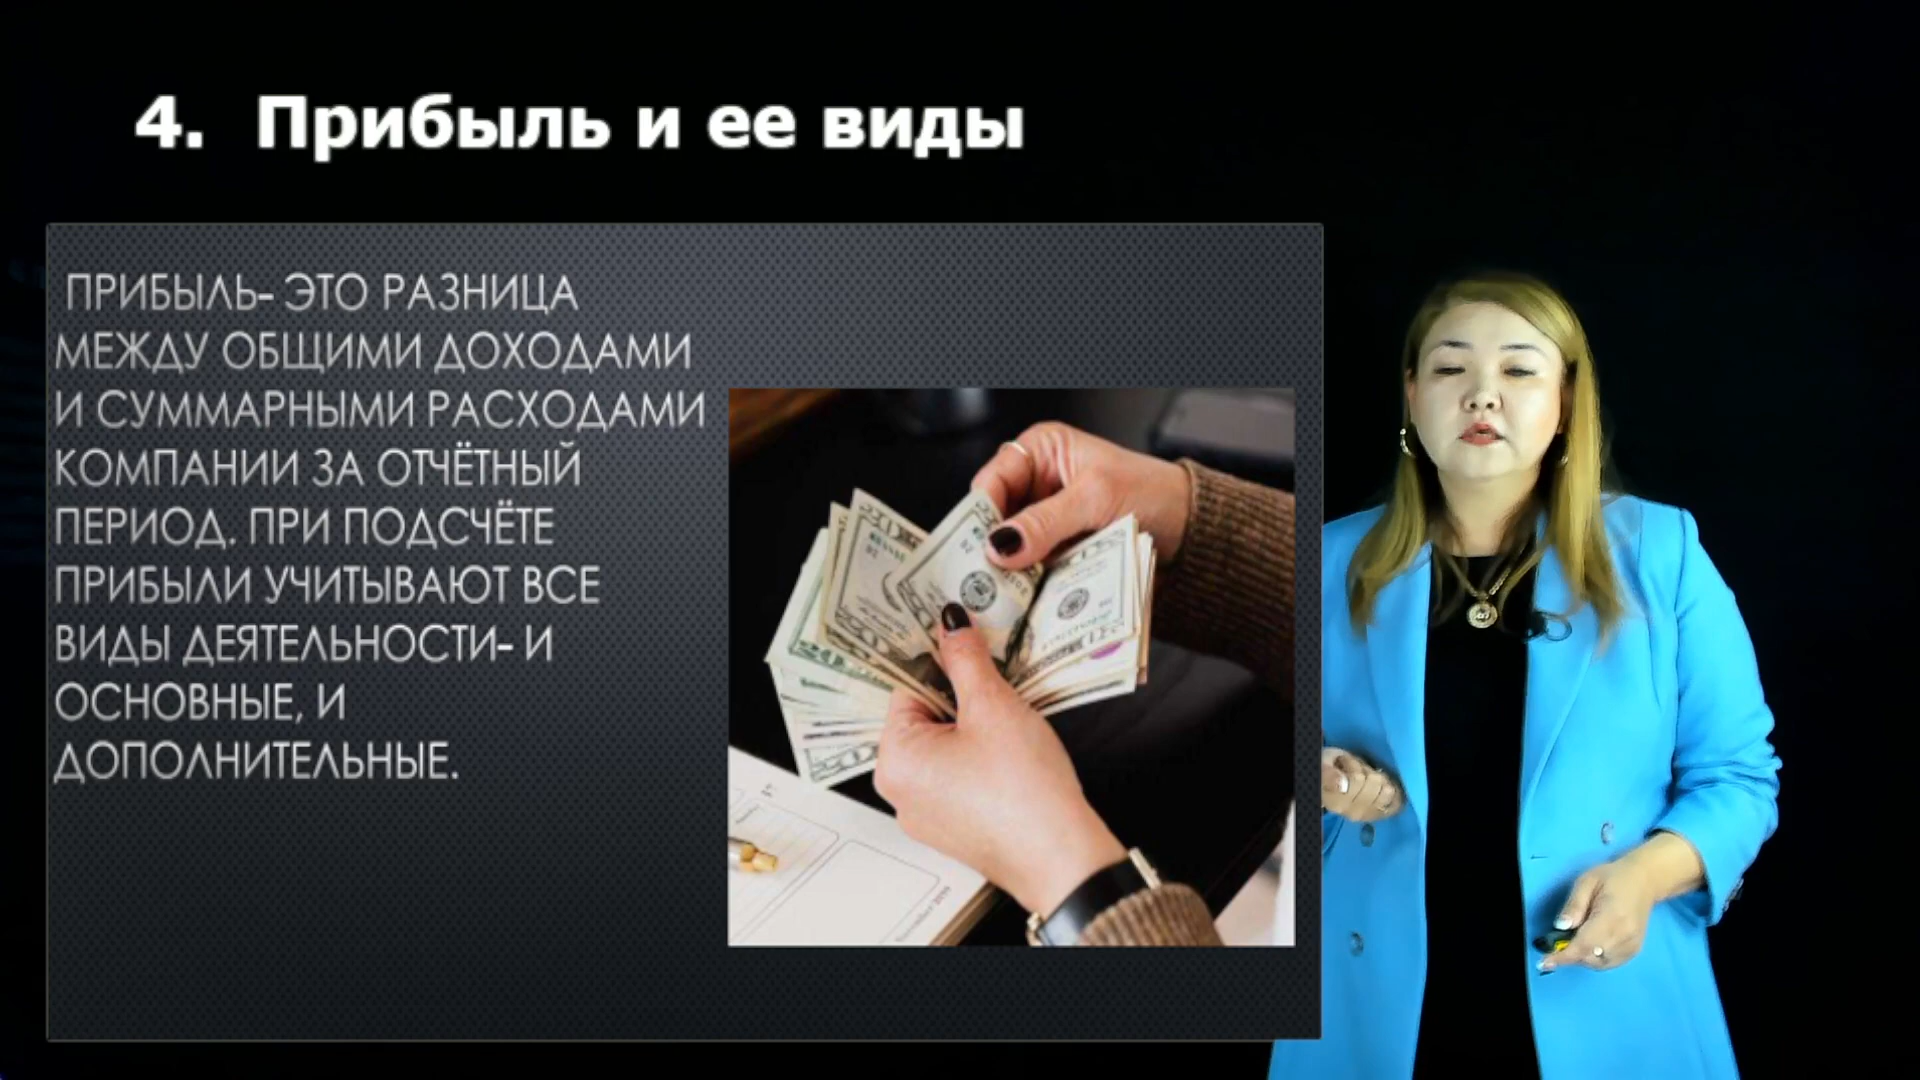 4. Прибыль и ее виды
ПРИБЫЛЬ- ЭТО РАЗНИЦА
МЕЖДУ ОБЩИМИ ДОХОДАМИ
И СУММАРНЫМИ РАСХОДАМИ
КОМПАНИИ ЗА ОТЧЁТНЫЙ
ПЕРИОД. ПРИ ПОДСЧЁТЕ
ПРИБЫЛИ УЧИТЫВАЮТ ВСЕ
ВИДЫ ДЕЯТЕЛЬНОСТИ- И
ОСНОВНЫЕ, И
ДОПОЛНИТЕЛЬНЫЕ.